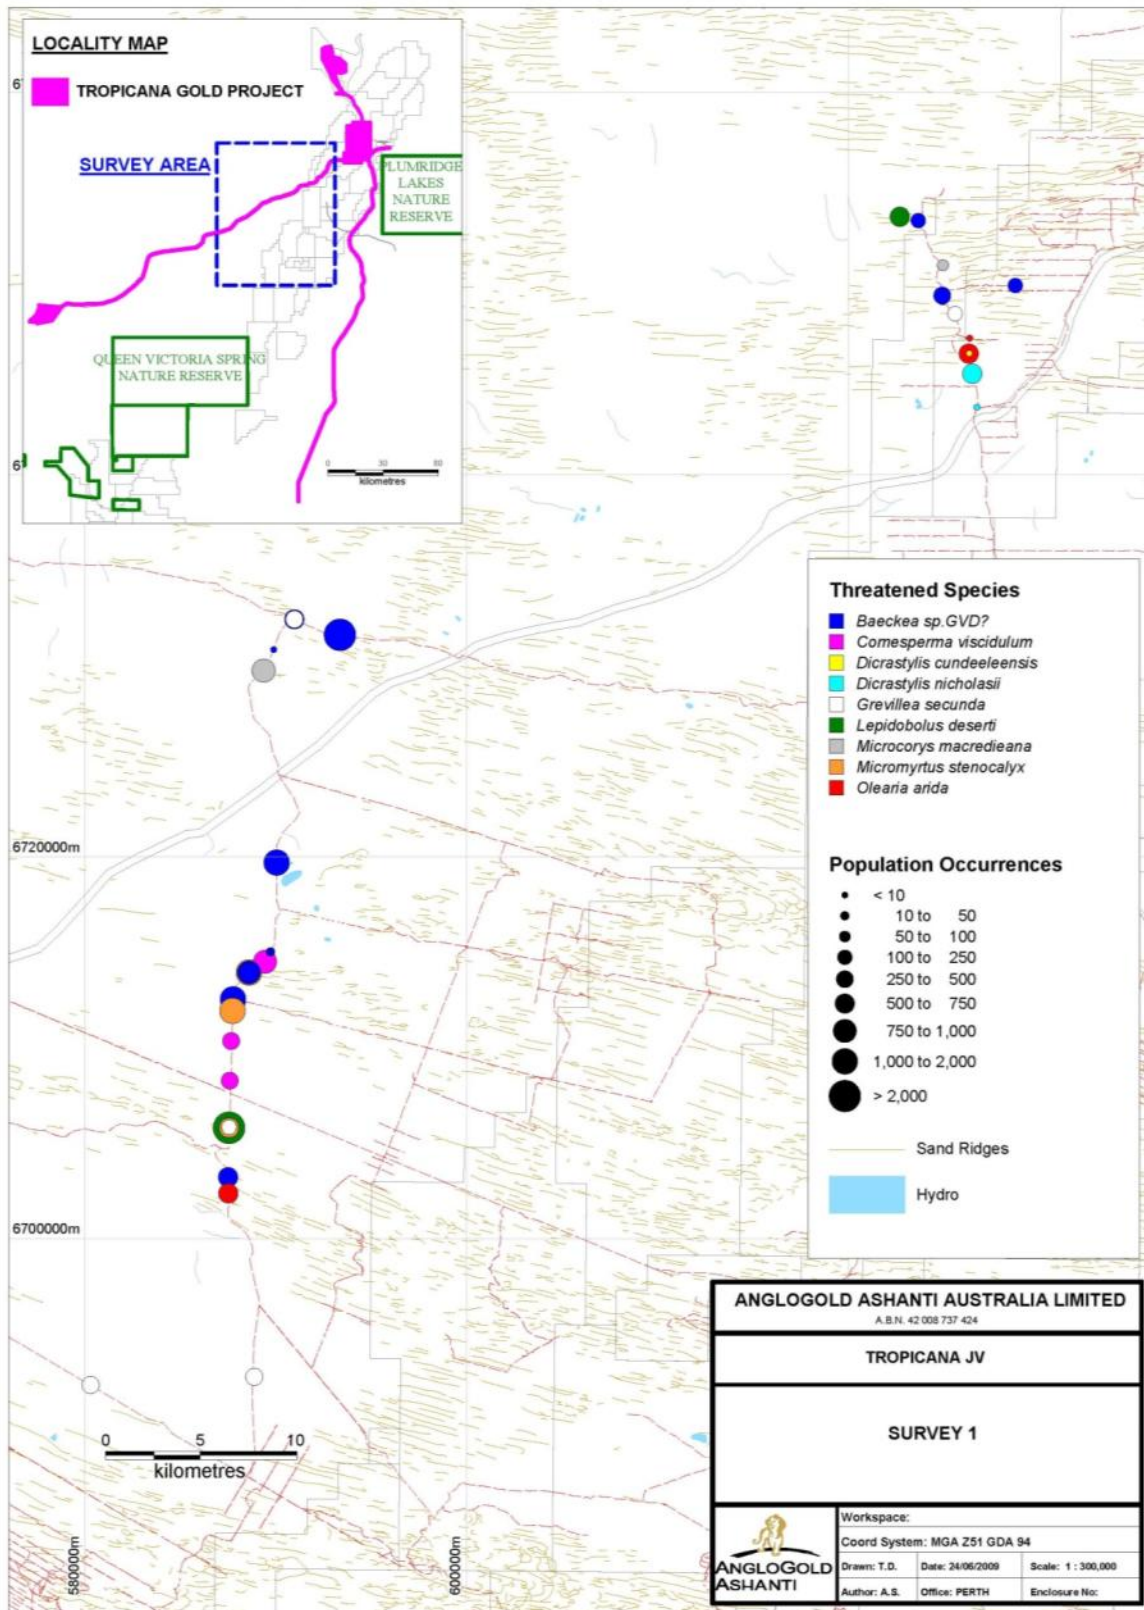 LOCALITY MAP
TROPICANA GOLD PROJECT
SURVEY AREA
PLUMRIDGE
LAKES
NATURE
RESERVE
QUEEN VICTORIA SPRING
NATURE RESERVE
0 30 60
kilometres
6720000m
6700000m
580000m
600000m
0 5 10
kilometres
Threatened Species
Baeckea sp.GVD?
Comesperma viscidulum
Dicrastylis cundeeleensis
Dicrastylis nicholasii
Grevillea secunda
Lepidobolus deserti
Microcorys macredieana
Micromyrtus stenocalyx
Olearia arida
Population Occurrences
< 10
10 to 50
50 to 100
100 to 250
250 to 500
500 to 750
750 to 1,000
1,000 to 2,000
> 2,000
Sand Ridges
Hydro
ANGLOGOLD ASHANTI AUSTRALIA LIMITED
A.B.N. 42 008 737 424
TROPICANA JV
SURVEY 1
ANGLOGOLD
ASHANTI
Workspace:
Coord System: MGA Z51 GDA 94
Drawn: T.D. Date: 24/06/2009 Scale: 1 : 300,000
Author: A.S. Office: PERTH Enclosure No: